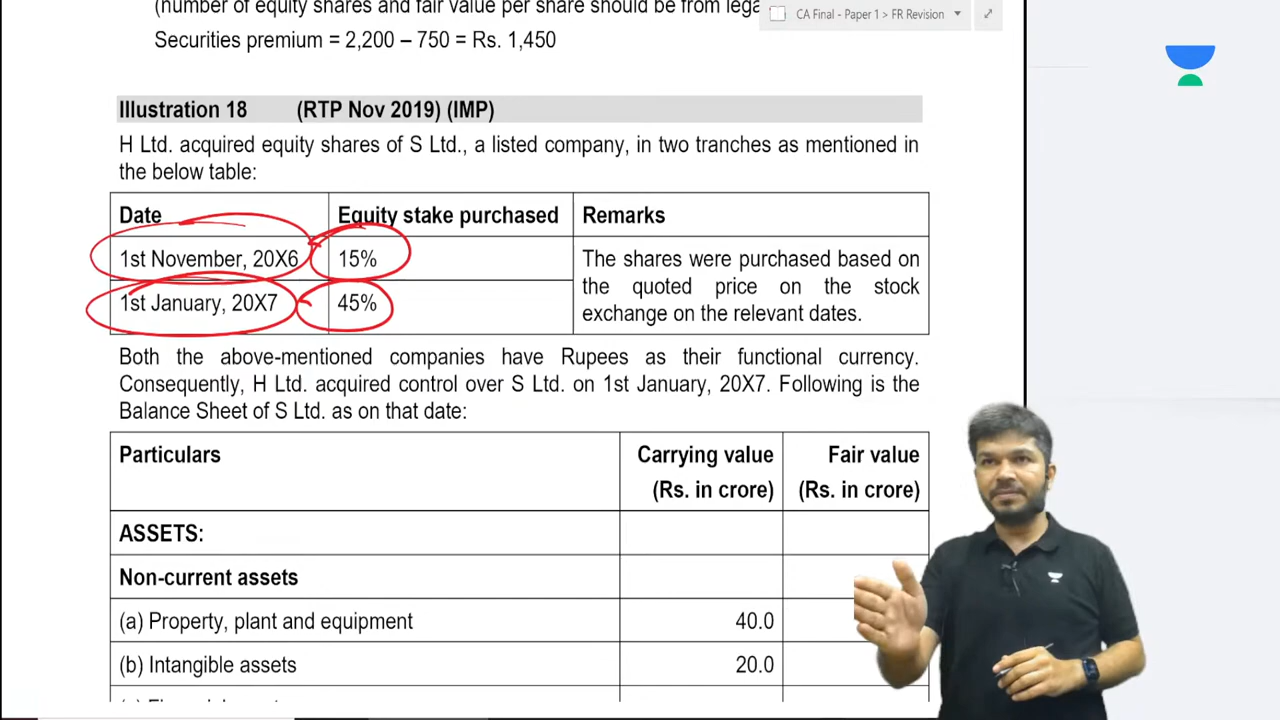 (number of equity shares and fair value per share should be from lega
CA Final - Paper 1 > FR Revision
Securities premium = 2,200 – 750 = Rs. 1,450
Illustration 18 (RTP Nov 2019) (IMP)
H Ltd. acquired equity shares of S Ltd., a listed company, in two tranches as mentioned in
the below table:
Date Equity stake purchased Remarks
1st November, 20X6 15% The shares were purchased based on
the quoted price on the stock
1st January, 20X7 45%
exchange on the relevant dates.
Both the above-mentioned companies have Rupees as their functional currency.
Consequently, H Ltd. acquired control over S Ltd. on 1st January, 20X7. Following is the
Balance Sheet of S Ltd. as on that date:
Particulars Carrying value Fair value
(Rs. in crore) (Rs. in crore)
ASSETS:
Non-current assets
(a) Property, plant and equipment 40.0
(b) Intangible assets 20.0